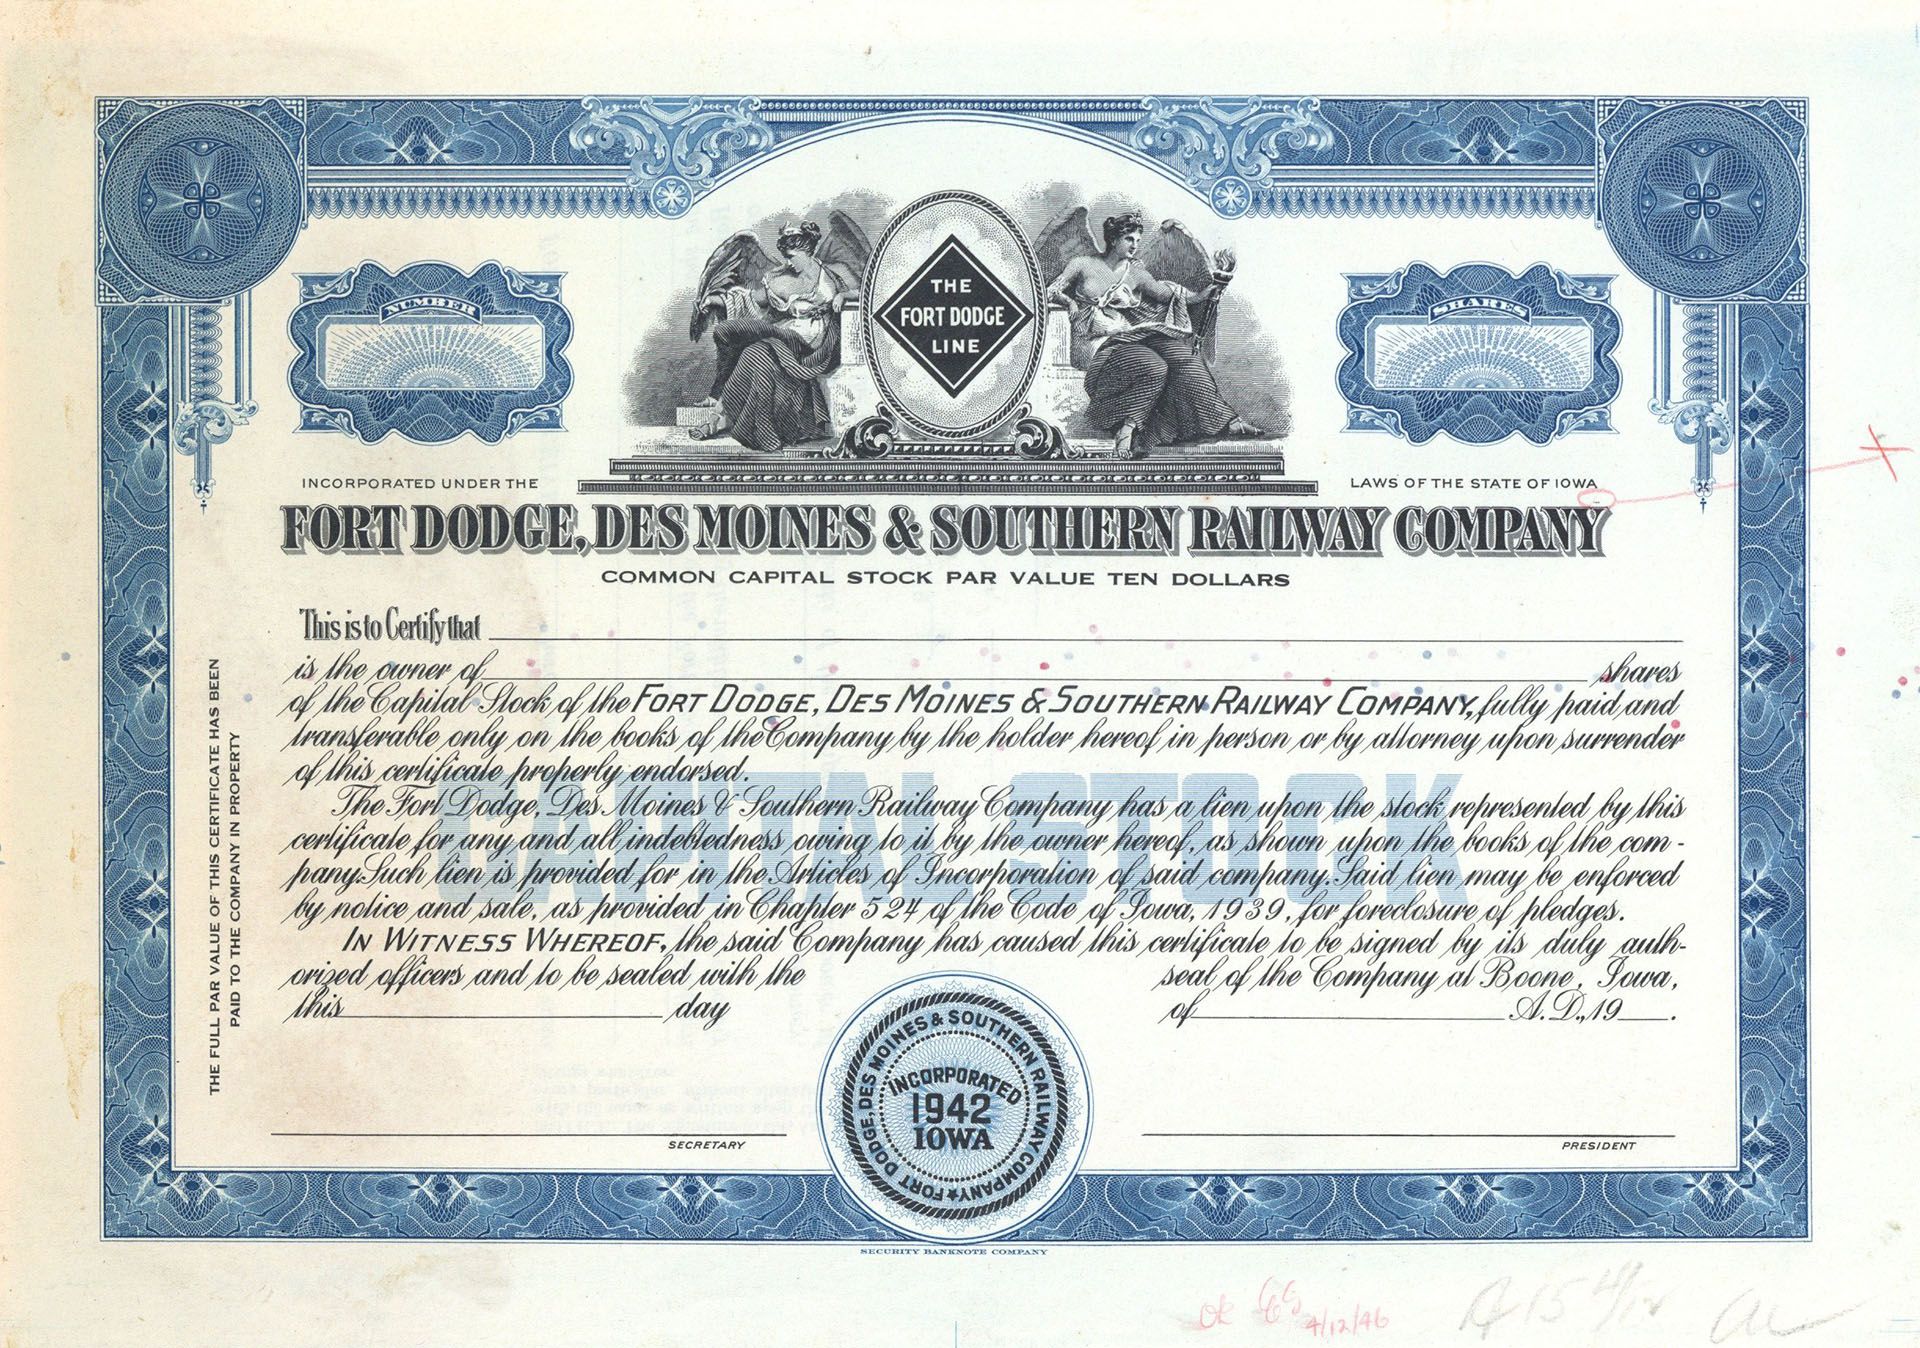 THE
FORT DODGE
LINE
NUMBER
SHARES
INCORPORATED UNDER THE
LAWS OF THE STATE OF IOWA
FORT DODGE, DES MOINES & SOUTHERN RAILWAY COMPANY
COMMON CAPITAL STOCK PAR VALUE TEN DOLLARS
This is to Certify that
is the owner of shares
of the Capital Stock of the FORT DODGE, DES MOINES & SOUTHERN RAILWAY COMPANY, fully paid and
transferable only on the books of the Company by the holder hereof in person or by attorney upon surrender
of this certificate properly endorsed.
The Fort Dodge, Des Moines & Southern Railway Company has a lien upon the stock represented by this
certificate for any and all indebtedness owing to it by the owner hereof, as shown upon the books of the com-
pany. Such lien is provided for in the Articles of Incorporation of said company. Said lien may be enforced
by notice and sale, as provided in Chapter 524 of the Code of Iowa, 1939, for foreclosure of pledges.
IN WITNESS WHEREOF, the said Company has caused this certificate to be signed by its duly auth-
orized officers and to be sealed with the seal of the Company at Boone, Iowa,
this day of A.D., 19 .
CAPITAL STOCK
THE FULL PAR VALUE OF THIS CERTIFICATE HAS BEEN
PAID TO THE COMPANY IN PROPERTY
FORT DODGE, DES MOINES & SOUTHERN RAILWAY COMPANY ★
INCORPORATED
1942
IOWA
SECRETARY
PRESIDENT
SECURITY BANKNOTE COMPANY
OK
4/12/46